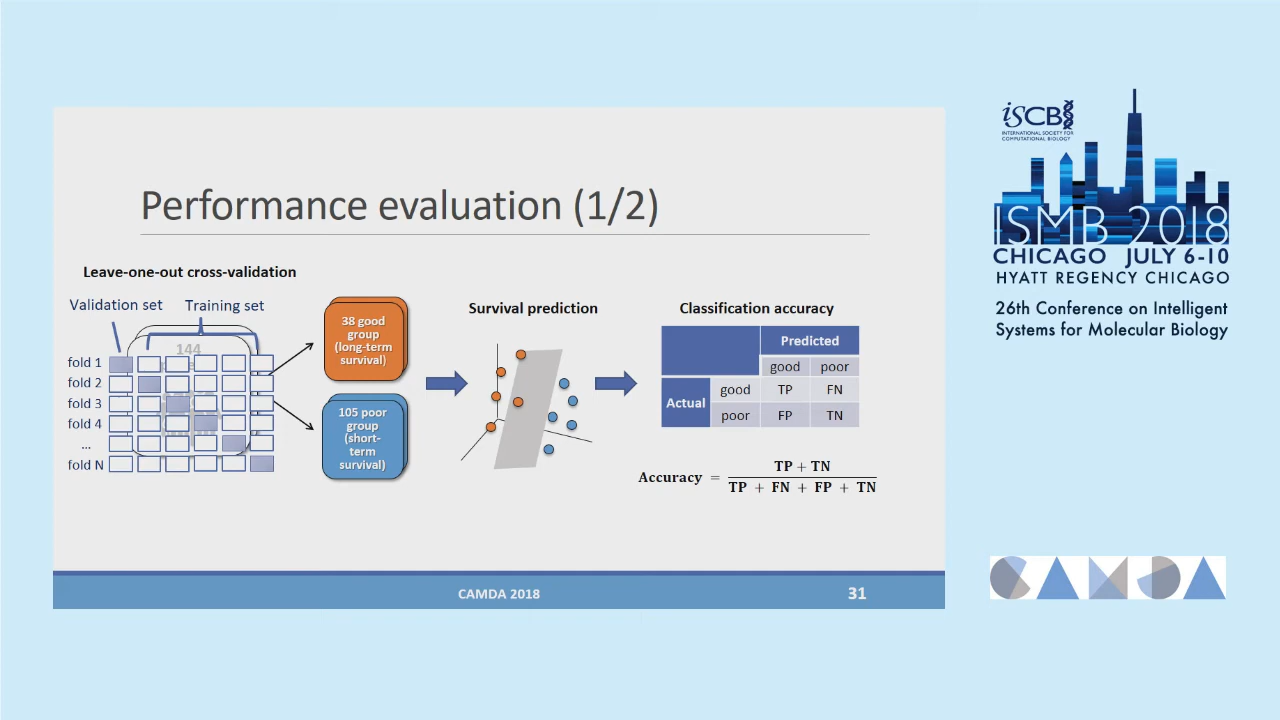 Performance evaluation (1/2)
Leave-one-out cross-validation
Validation set
Training set
144
fold 1
fold 2
fold 3
fold 4
...
fold N
38 good
group
(long-term
survival)
105 poor
group
(short-
term
survival)
Survival prediction
Classification accuracy
Predicted
good poor
Actual
good TP FN
poor FP TN
Accuracy = TP + TN / TP + FN + FP + TN
CAMDA 2018
31
iSCB
INTERNATIONAL SOCIETY FOR
COMPUTATIONAL BIOLOGY
ISMB 2018
CHICAGO JULY 6-10
HYATT REGENCY CHICAGO
26th Conference on Intelligent
Systems for Molecular Biology
CAMDA